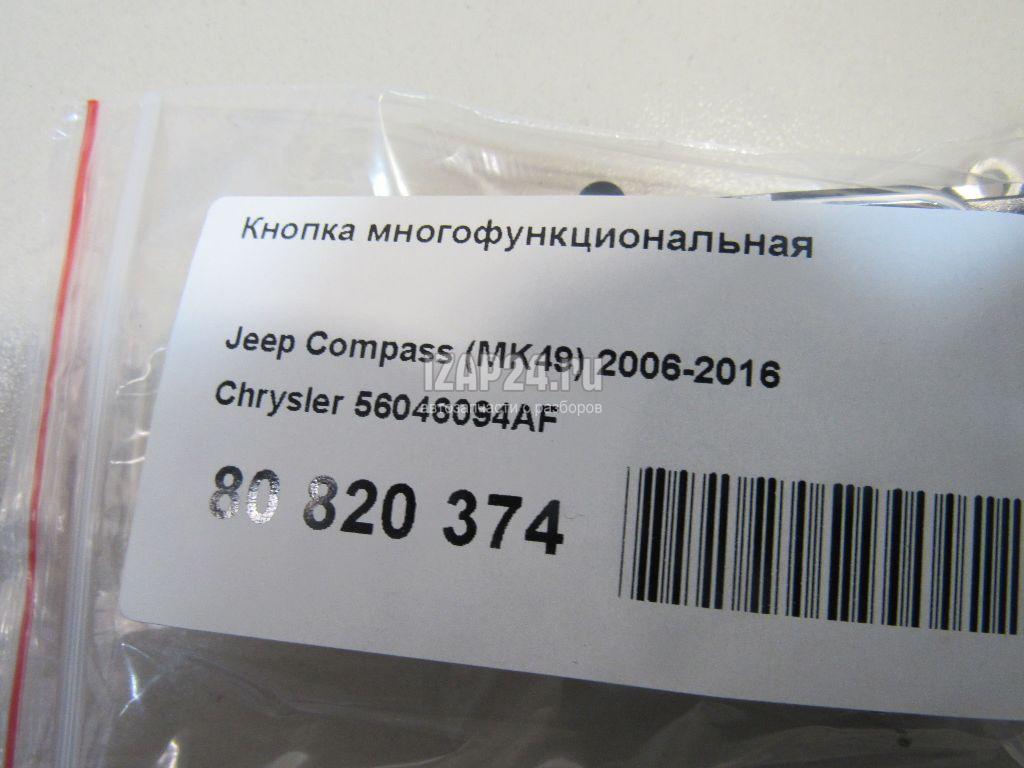 Кнопка многофункциональная
Jeep Compass (MK49) 2006-2016
IZAP24.ru
Chrysler 56046094AF
автозапчасти с разборов
80 820 374